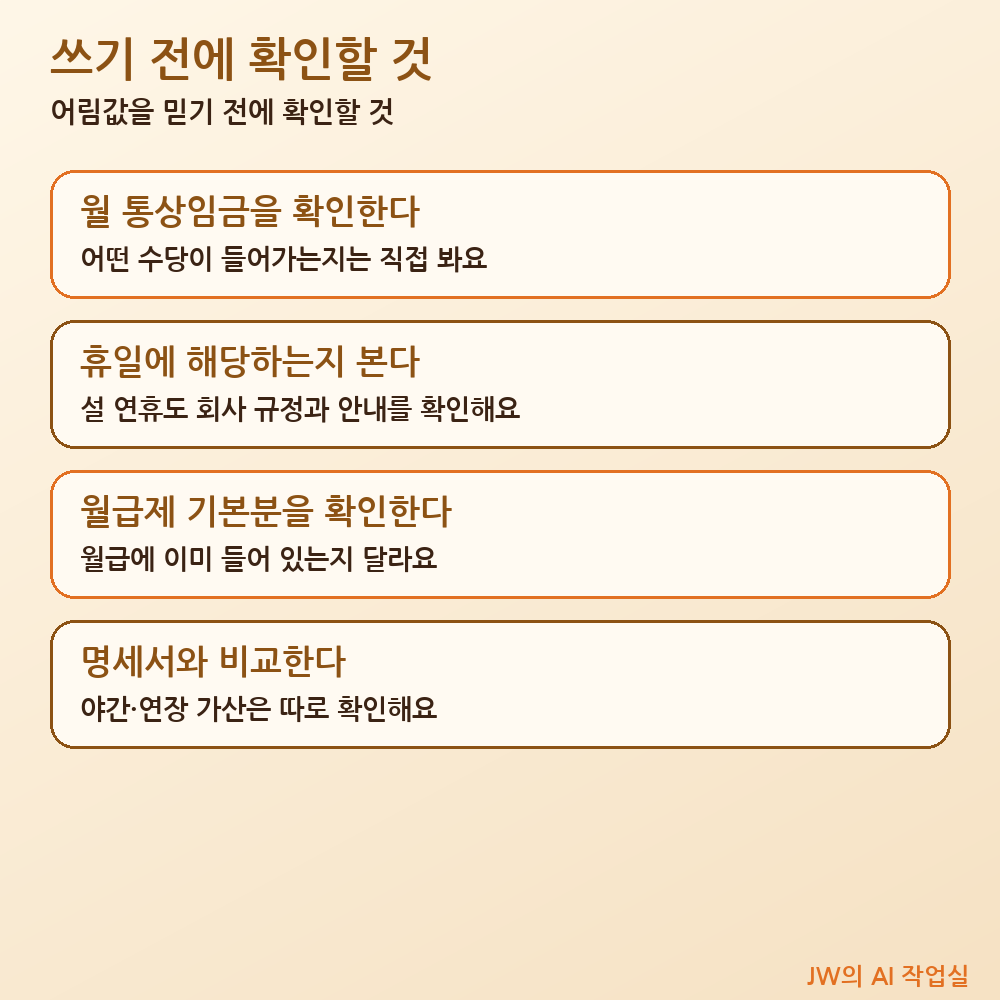 쓰기 전에 확인할 것
어림값을 믿기 전에 확인할 것
월 통상임금을 확인한다
어떤 수당이 들어가는지는 직접 봐요
휴일에 해당하는지 본다
설 연휴도 회사 규정과 안내를 확인해요
월급제 기본분을 확인한다
월급에 이미 들어 있는지 달라요
명세서와 비교한다
야간·연장 가산은 따로 확인해요
JW의 AI 작업실